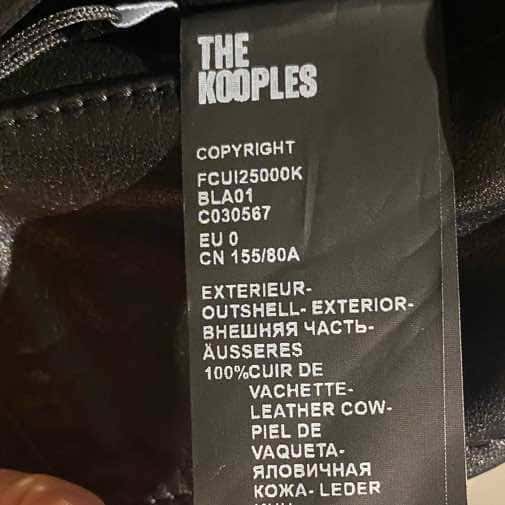 THE
KOOPLES
COPYRIGHT
FCUI25000K
BLA01
C030567
EU 0
CN 155/80A
EXTERIEUR-
OUTSHELL- EXTERIOR-
ВНЕШНЯЯ ЧАСТЬ-
ÄUSSERES
100%CUIR DE
VACHETTE-
LEATHER COW-
PIEL DE
VAQUETA-
ЯЛОВИЧНАЯ
КОЖА- LEDER